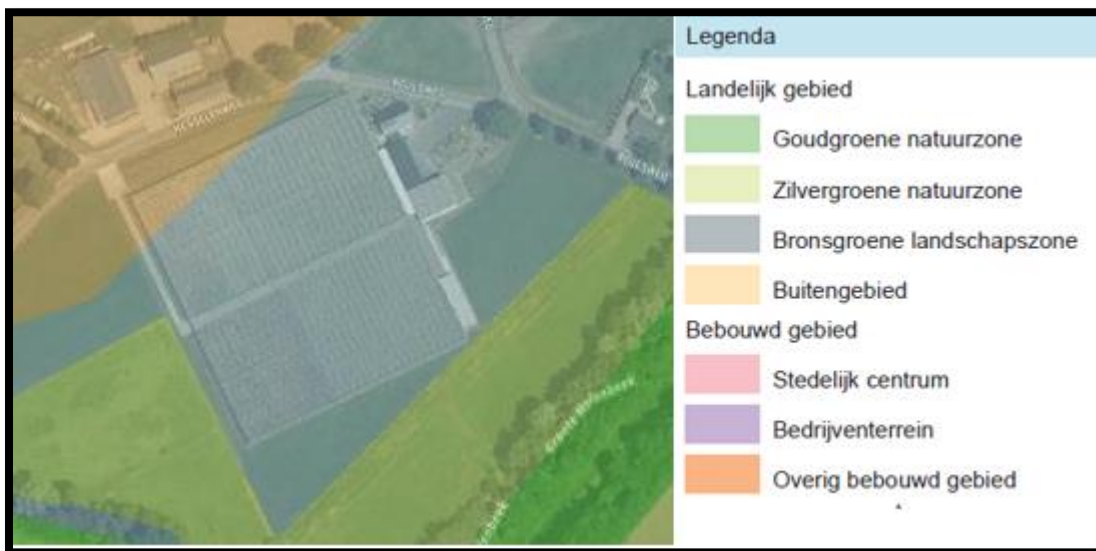 Legenda
Landelijk gebied
Goudgroene natuurzone
Zilvergroene natuurzone
Bronsgroene landschapszone
Buitengebied
Bebouwd gebied
Stedelijk centrum
Bedrijventerrein
Overig bebouwd gebied